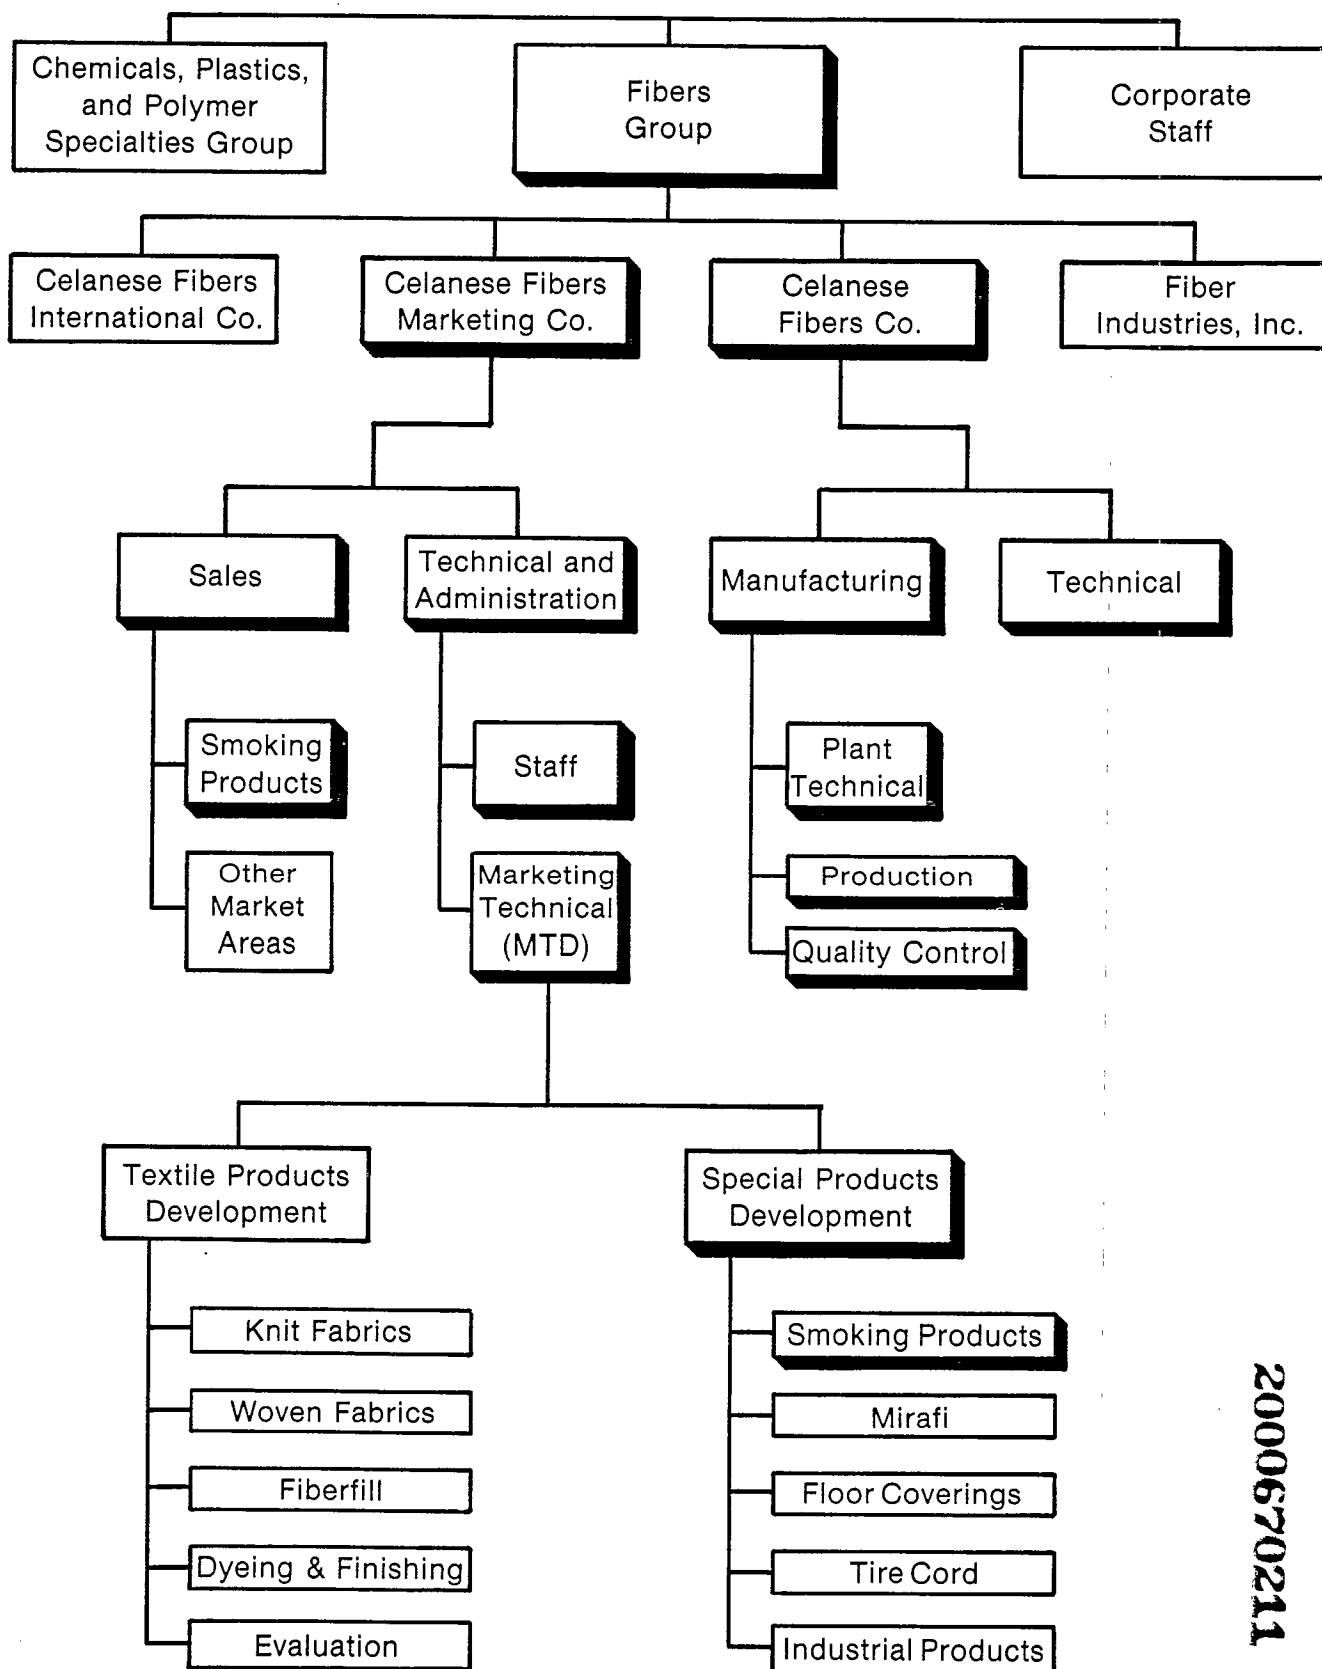 Chemicals, Plastics,
and Polymer
Specialties Group
Fibers
Group
Corporate
Staff
Celanese Fibers
International Co.
Celanese Fibers
Marketing Co.
Celanese
Fibers Co.
Fiber
Industries, Inc.
Sales
Technical and
Administration
Manufacturing
Technical
Smoking
Products
Other
Market
Areas
Staff
Marketing
Technical
(MTD)
Plant
Technical
Production
Quality Control
Textile Products
Development
Special Products
Development
Knit Fabrics
Woven Fabrics
Fiberfill
Dyeing & Finishing
Evaluation
Smoking Products
Mirafi
Floor Coverings
Tire Cord
Industrial Products
2000670211